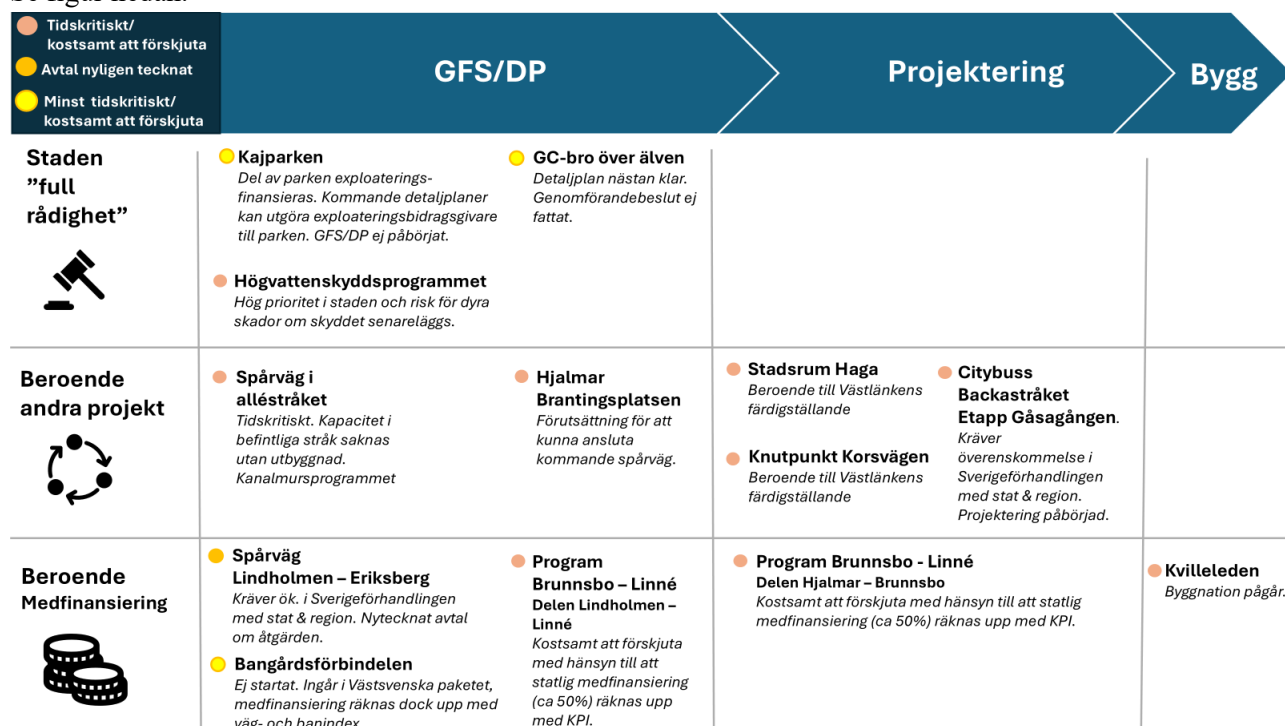 Se figur nedan.
Tidskritiskt/
kostsamt att förskjuta
Avtal nyligen tecknat
Minst tidskritiskt/
kostsamt att förskjuta
GFS/DP
Projektering
Bygg
Staden
”full
rådighet”
Kajparken
Del av parken exploaterings-
finansieras. Kommande detaljplaner
kan utgöra exploateringsbidragsgivare
till parken. GFS/DP ej påbörjat.
GC-bro över älven
Detaljplan nästan klar.
Genomförandebeslut ej
fattat.
Högvattenskyddsprogrammet
Hög prioritet i staden och risk för dyra
skador om skyddet senareläggs.
Beroende
andra projekt
Spårväg i
alléstråket
Tidskritiskt. Kapacitet i
befintliga stråk saknas
utan utbyggnad.
Kanalmursprogrammet
Hjalmar
Brantingsplatsen
Förutsättning för att
kunna ansluta
kommande spårväg.
Stadsrum Haga
Beroende till Västlänkens
färdigställande
Knutpunkt Korsvägen
Beroende till Västlänkens
färdigställande
Citybuss
Backastråket
Etapp Gåsagången.
Kräver
överenskommelse i
Sverigeförhandlingen
med stat & region.
Projektering påbörjad.
Beroende
Medfinansiering
Spårväg
Lindholmen – Eriksberg
Kräver ök. i Sverigeförhandlingen
med stat & region. Nytecknat avtal
om åtgärden.
Bangårdsförbindelen
Ej startat. Ingår i Västsvenska paketet,
medfinansiering räknas dock upp med
väg- och banindex
Program
Brunnsbo – Linné
Delen Lindholmen –
Linné
Kostsamt att förskjuta
med hänsyn till att
statlig medfinansiering
(ca 50%) räknas upp
med KPI.
Program Brunnsbo - Linné
Delen Hjalmar – Brunnsbo
Kostsamt att förskjuta med hänsyn till att statlig
medfinansiering (ca 50%) räknas upp med KPI.
Kvilleleden
Byggnation pågår.